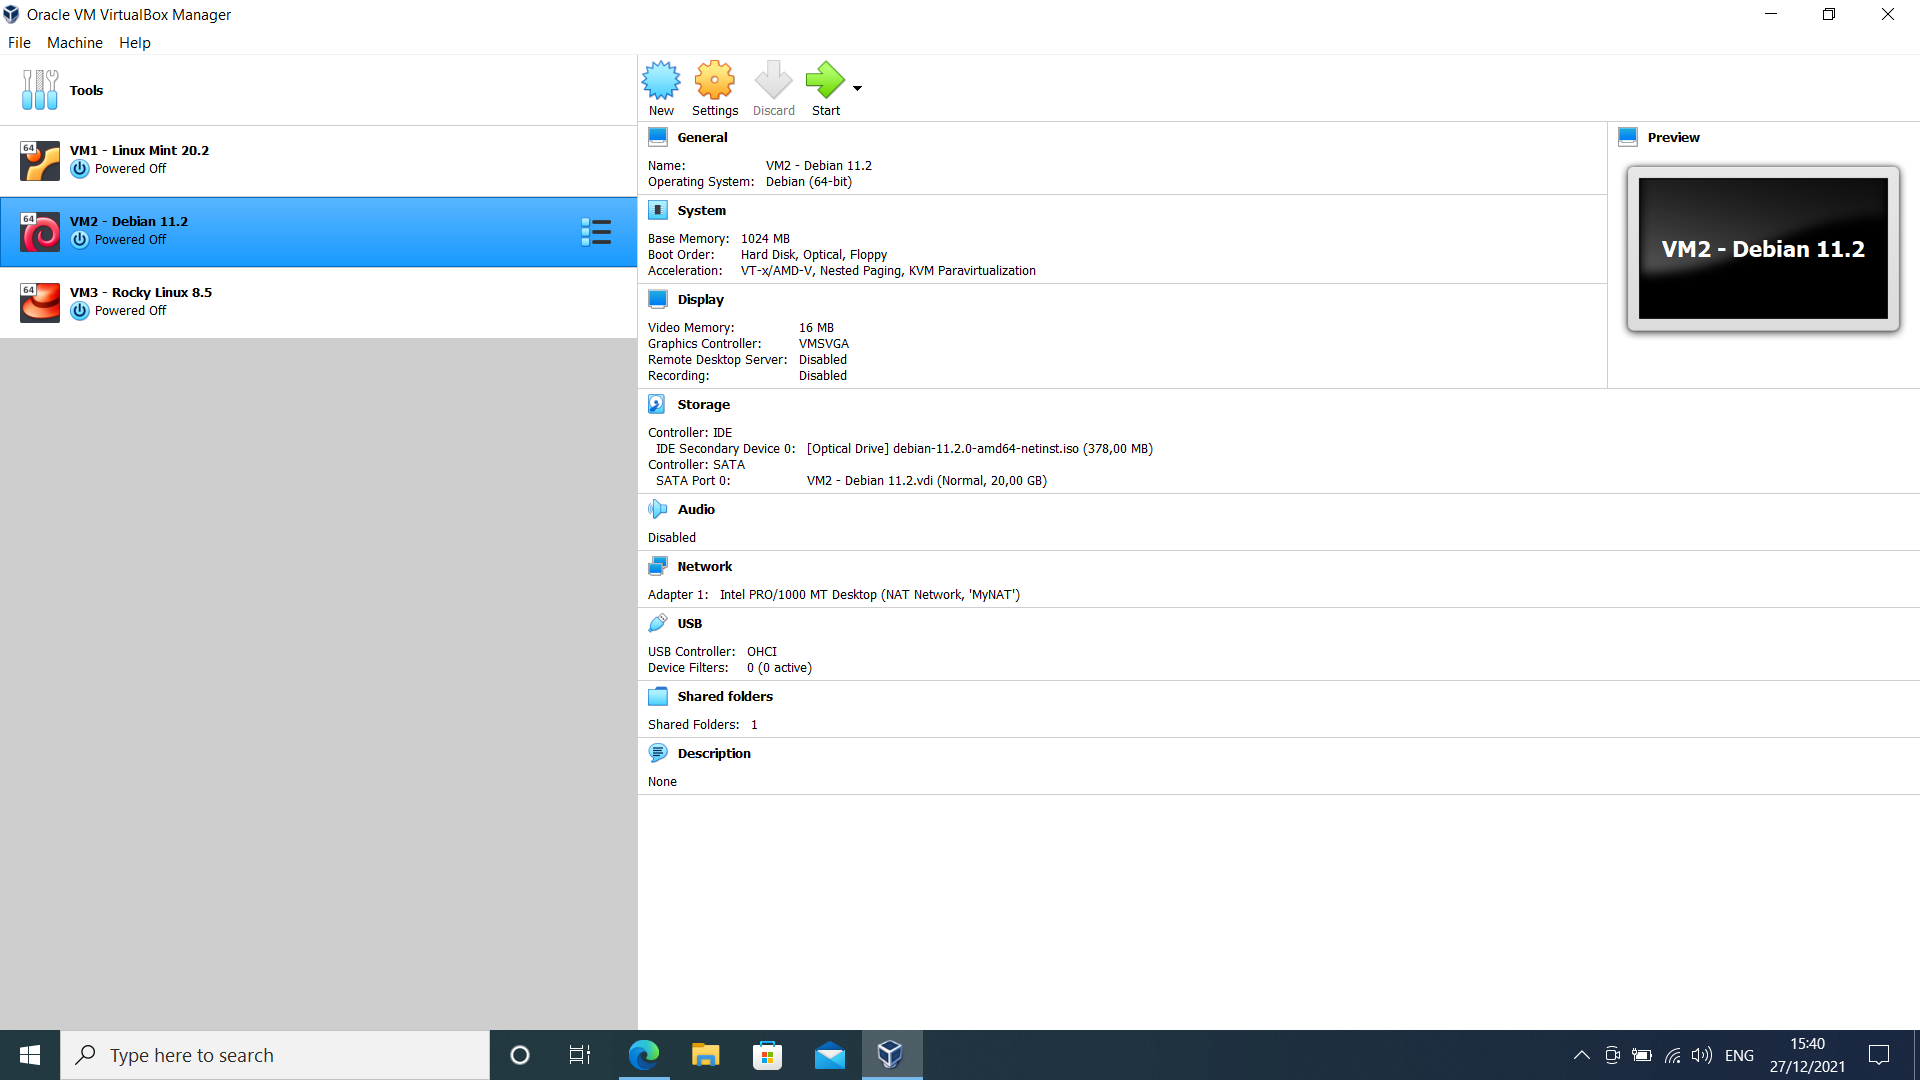 Oracle VM VirtualBox Manager
File Machine Help
Tools
64
VM1 - Linux Mint 20.2
Powered Off
64
VM2 - Debian 11.2
Powered Off
64
VM3 - Rocky Linux 8.5
Powered Off
New Settings Discard Start
General
Name: VM2 - Debian 11.2
Operating System: Debian (64-bit)
System
Base Memory: 1024 MB
Boot Order: Hard Disk, Optical, Floppy
Acceleration: VT-x/AMD-V, Nested Paging, KVM Paravirtualization
Display
Video Memory: 16 MB
Graphics Controller: VMSVGA
Remote Desktop Server: Disabled
Recording: Disabled
Preview
VM2 - Debian 11.2
Storage
Controller: IDE
IDE Secondary Device 0: [Optical Drive] debian-11.2.0-amd64-netinst.iso (378,00 MB)
Controller: SATA
SATA Port 0: VM2 - Debian 11.2.vdi (Normal, 20,00 GB)
Audio
Disabled
Network
Adapter 1: Intel PRO/1000 MT Desktop (NAT Network, 'MyNAT')
USB
USB Controller: OHCI
Device Filters: 0 (0 active)
Shared folders
Shared Folders: 1
Description
None
Type here to search
ENG
15:40
27/12/2021